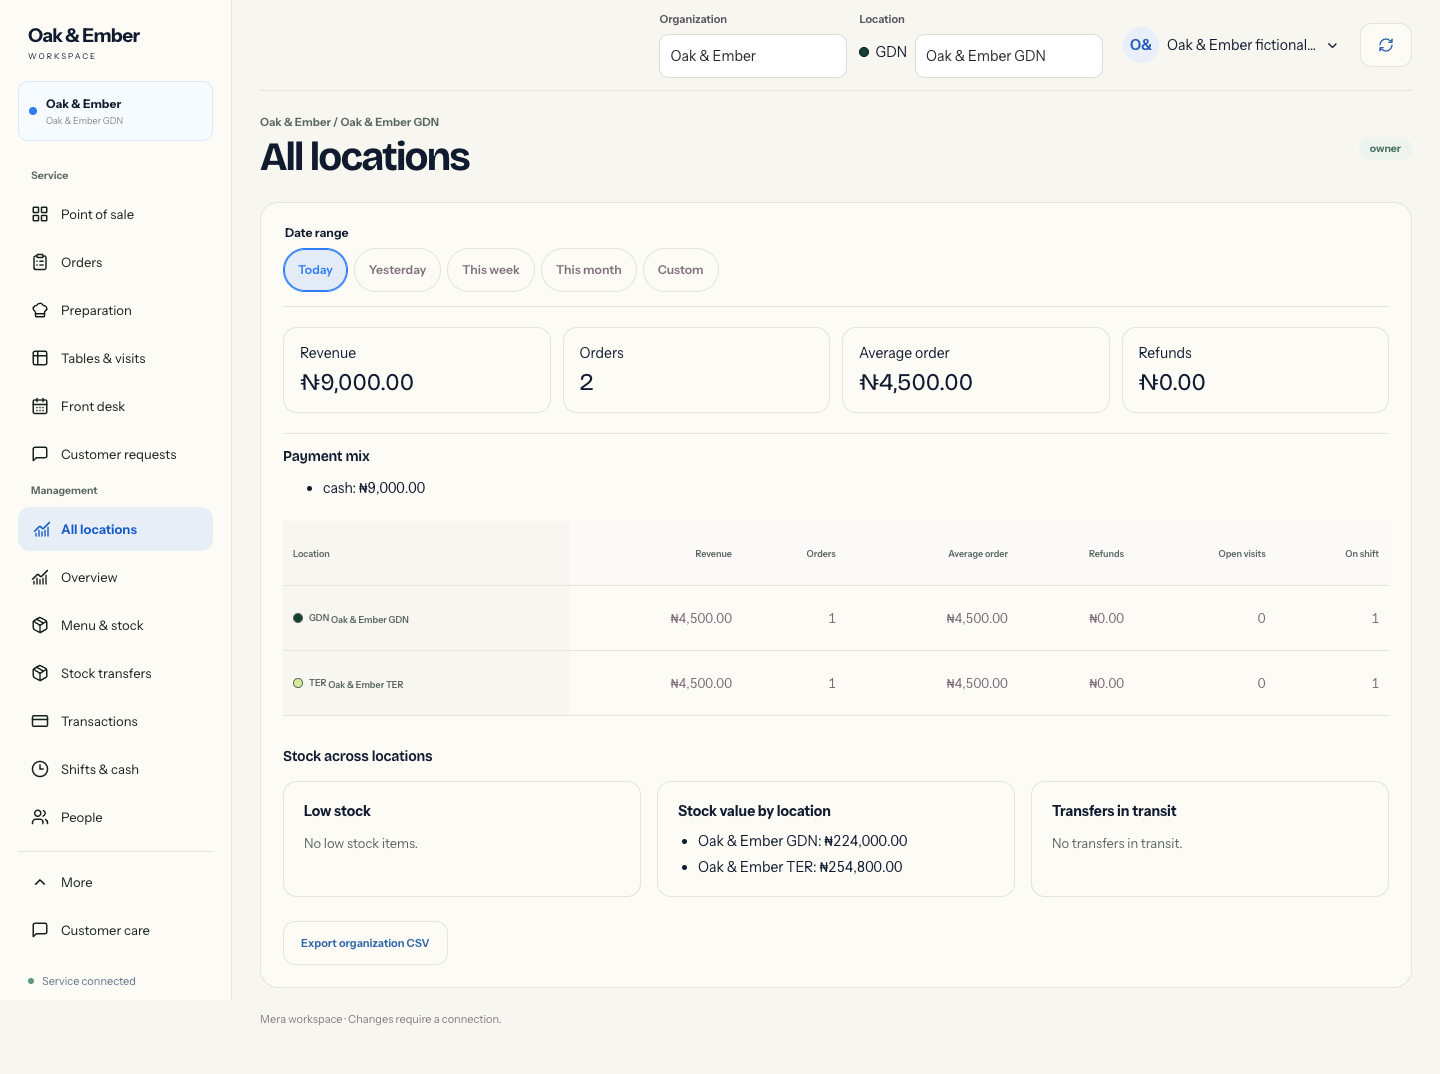 Oak & Ember
WORKSPACE
Oak & Ember
Oak & Ember GDN
Service
Point of sale
Orders
Preparation
Tables & visits
Front desk
Customer requests
Management
All locations
Overview
Menu & stock
Stock transfers
Transactions
Shifts & cash
People
More
Customer care
Service connected
Organization
Oak & Ember
Location
GDN
Oak & Ember GDN
O&
Oak & Ember fictional...
Oak & Ember / Oak & Ember GDN
All locations
owner
Date range
Today Yesterday This week This month Custom
Revenue
₦9,000.00
Orders
2
Average order
₦4,500.00
Refunds
₦0.00
Payment mix
cash: ₦9,000.00
Location Revenue Orders Average order Refunds Open visits On shift
GDN Oak & Ember GDN ₦4,500.00 1 ₦4,500.00 ₦0.00 0 1
TER Oak & Ember TER ₦4,500.00 1 ₦4,500.00 ₦0.00 0 1
Stock across locations
Low stock
No low stock items.
Stock value by location
Oak & Ember GDN: ₦224,000.00
Oak & Ember TER: ₦254,800.00
Transfers in transit
No transfers in transit.
Export organization CSV
Mera workspace · Changes require a connection.